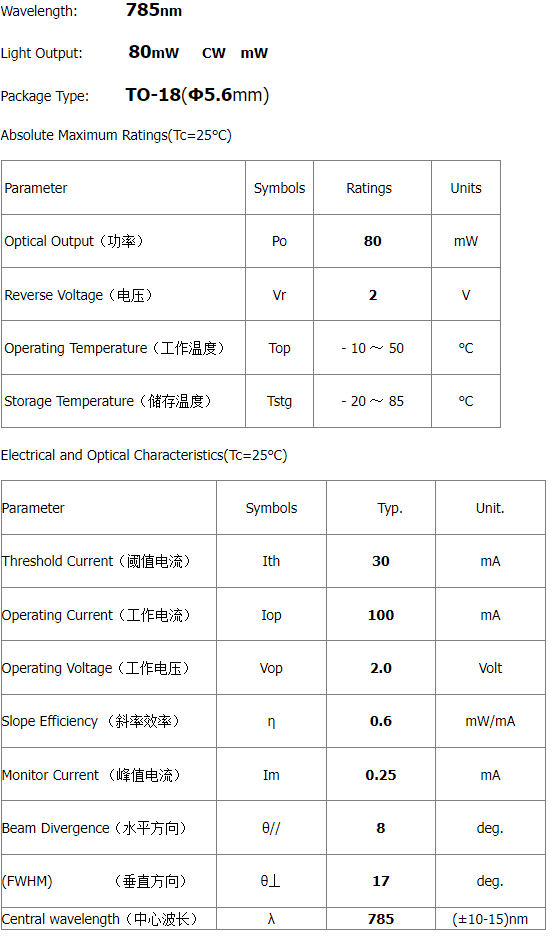 Wavelength: 785nm
Light Output: 80mW CW mW
Package Type: TO-18(Φ5.6mm)
Absolute Maximum Ratings(Tc=25°C)
Parameter Symbols Ratings Units
Optical Output（功率） Po 80 mW
Reverse Voltage（电压） Vr 2 V
Operating Temperature（工作温度） Top - 10 ～ 50 °C
Storage Temperature（储存温度） Tstg - 20 ～ 85 °C
Electrical and Optical Characteristics(Tc=25°C)
Parameter Symbols Typ. Unit.
Threshold Current（阈值电流） Ith 30 mA
Operating Current（工作电流） Iop 100 mA
Operating Voltage（工作电压） Vop 2.0 Volt
Slope Efficiency （斜率效率） η 0.6 mW/mA
Monitor Current （峰值电流） Im 0.25 mA
Beam Divergence（水平方向） θ// 8 deg.
(FWHM) （垂直方向） θ⊥ 17 deg.
Central wavelength（中心波长） λ 785 (±10-15)nm